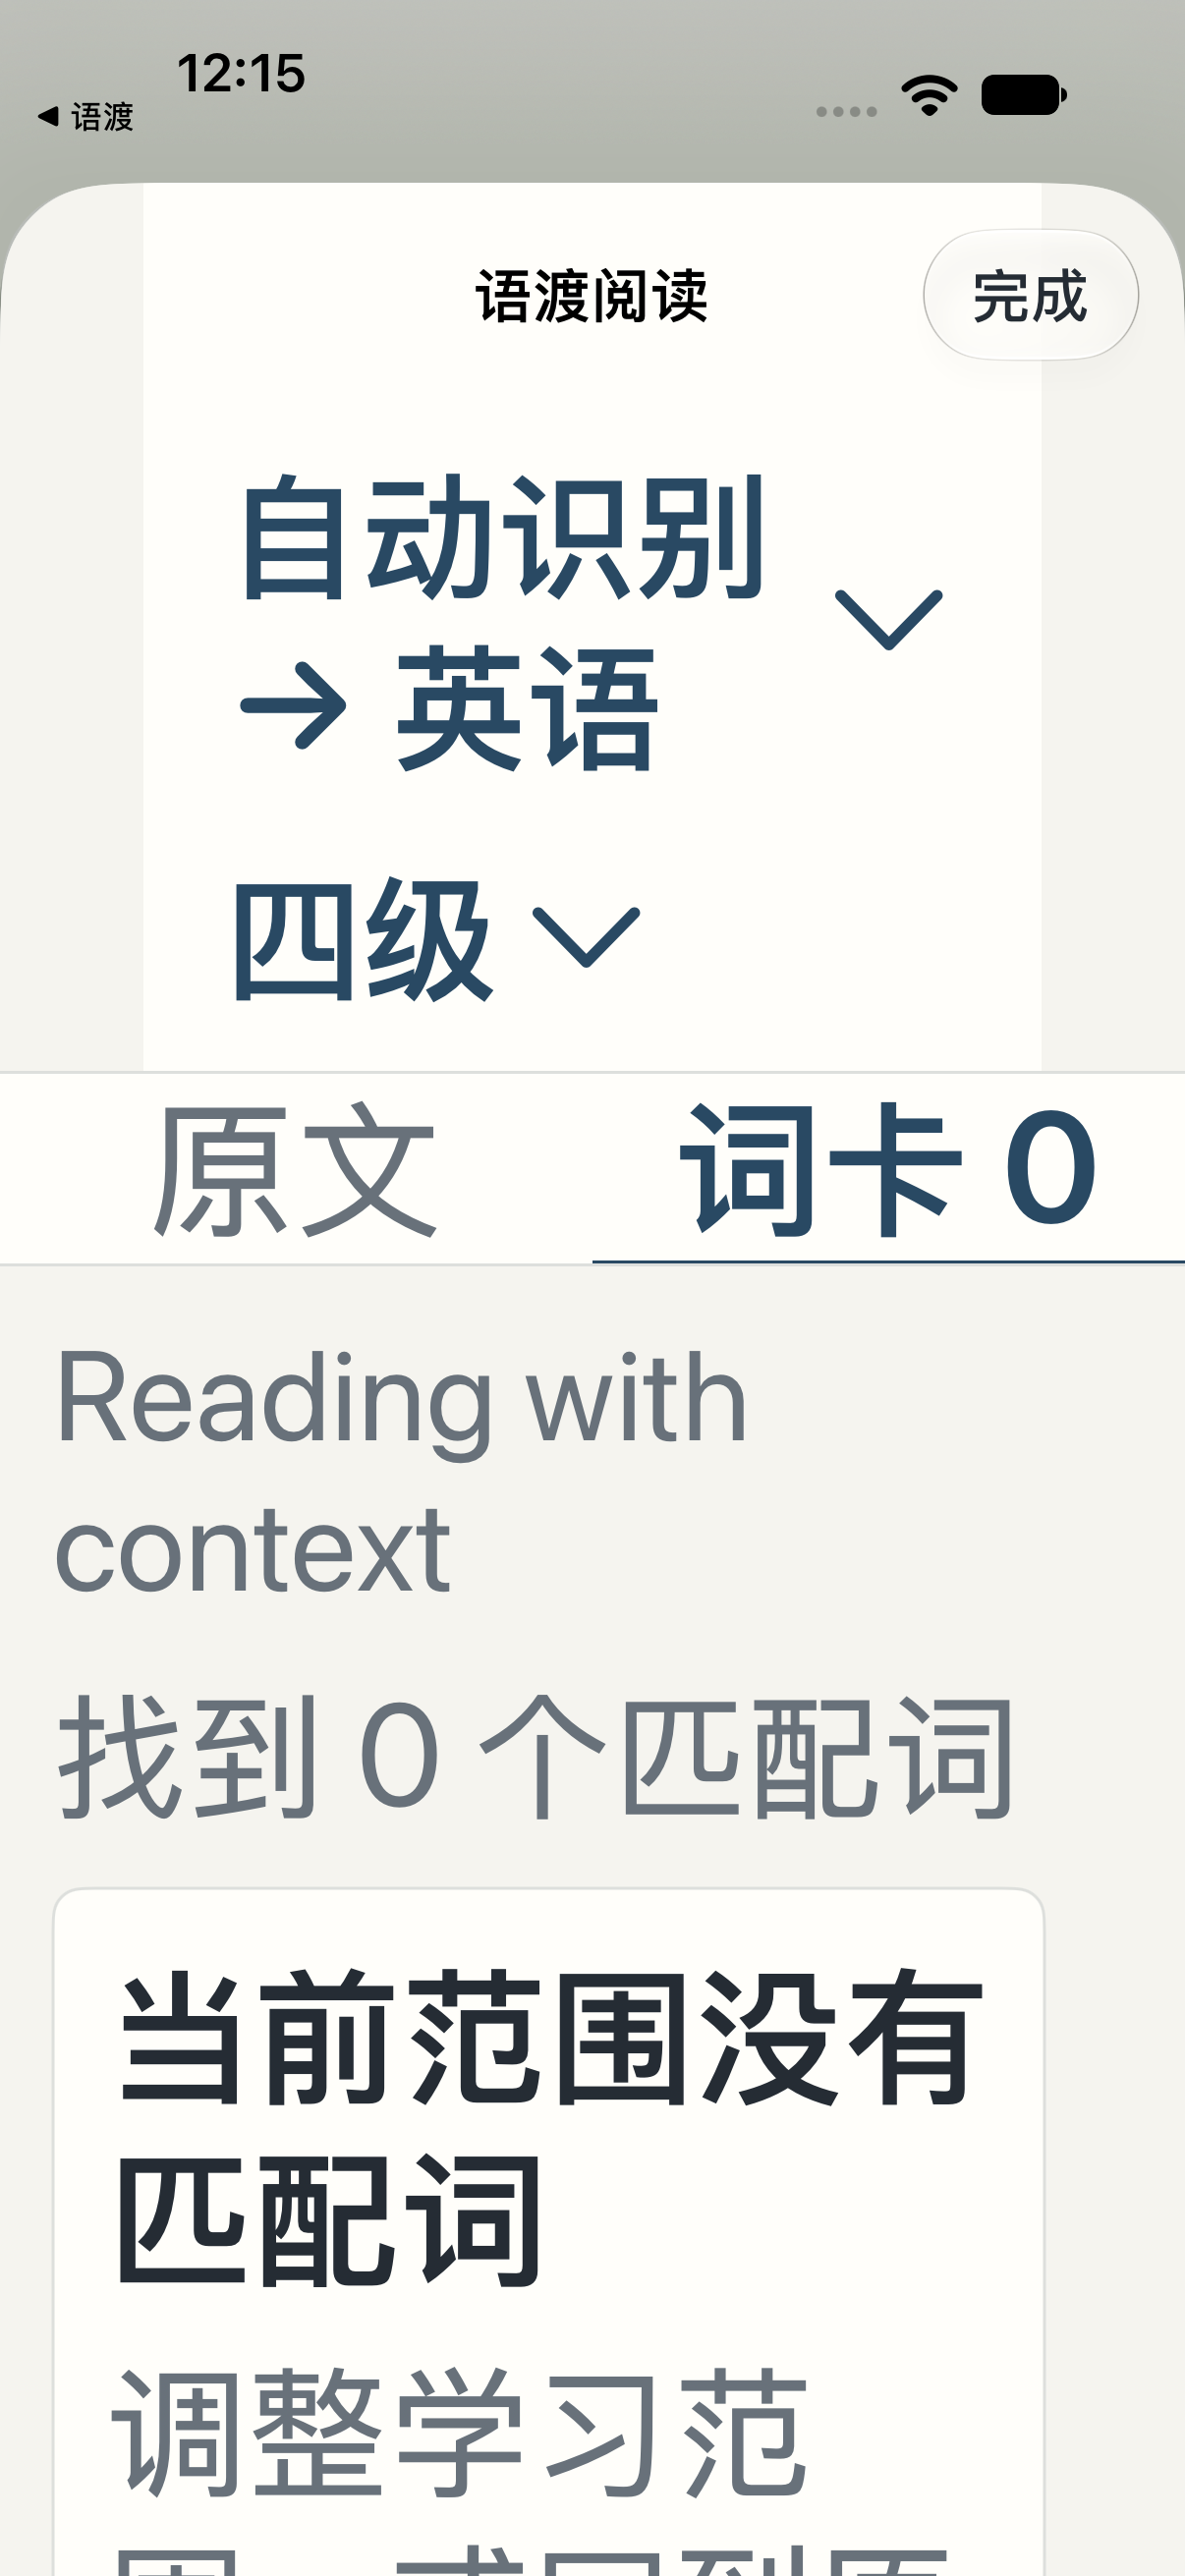 12:15
◀ 语渡
语渡阅读
完成
自动识别
→ 英语
四级
原文
词卡 0
Reading with
context
找到 0 个匹配词
当前范围没有
匹配词
调整学习范